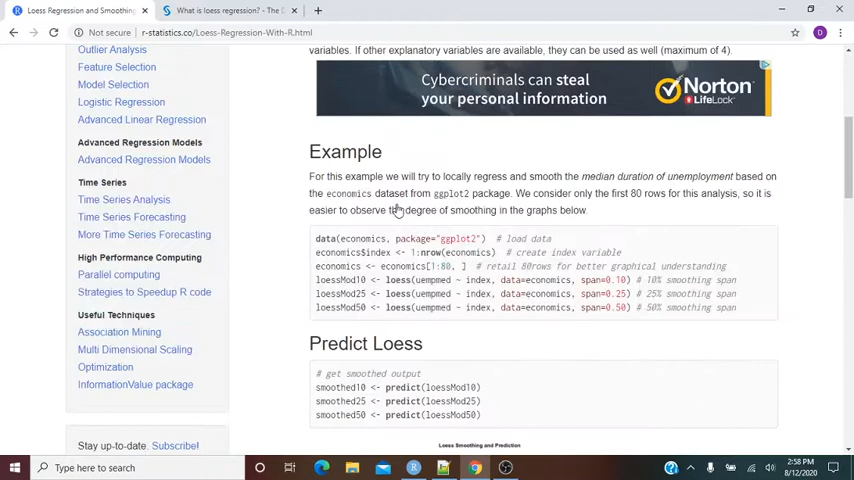 Loess Regression and Smoothing
What is loess regression? - The D
Not secure | r-statistics.co/Loess-Regression-With-R.html
D
Outlier Analysis
Feature Selection
Model Selection
Logistic Regression
Advanced Linear Regression
Advanced Regression Models
Advanced Regression Models
Time Series
Time Series Analysis
Time Series Forecasting
More Time Series Forecasting
High Performance Computing
Parallel computing
Strategies to Speedup R code
Useful Techniques
Association Mining
Multi Dimensional Scaling
Optimization
InformationValue package
Stay up-to-date. Subscribe!
variables. If other explanatory variables are available, they can be used as well (maximum of 4).
Cybercriminals can steal
your personal information
Norton
LifeLock
Example
For this example we will try to locally regress and smooth the median duration of unemployment based on
the economics dataset from ggplot2 package. We consider only the first 80 rows for this analysis, so it is
easier to observe the degree of smoothing in the graphs below.
data(economics, package="ggplot2") # load data
economics$index <- 1:nrow(economics) # create index variable
economics <- economics[1:80, ] # retail 80rows for better graphical understanding
loessMod10 <- loess(uempmed ~ index, data=economics, span=0.10) # 10% smoothing span
loessMod25 <- loess(uempmed ~ index, data=economics, span=0.25) # 25% smoothing span
loessMod50 <- loess(uempmed ~ index, data=economics, span=0.50) # 50% smoothing span
Predict Loess
# get smoothed output
smoothed10 <- predict(loessMod10)
smoothed25 <- predict(loessMod25)
smoothed50 <- predict(loessMod50)
Loess Smoothing and Prediction
Type here to search
2:58 PM
8/12/2020